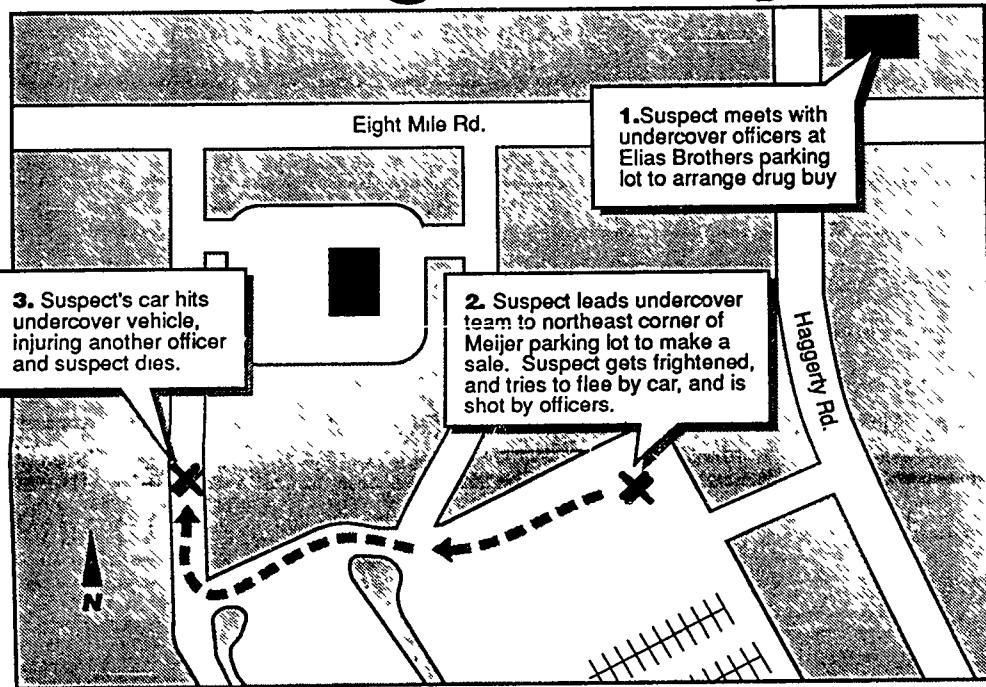 Eight Mile Rd.
1.Suspect meets with
undercover officers at
Elias Brothers parking
lot to arrange drug buy
3. Suspect's car hits
undercover vehicle,
injuring another officer
and suspect dies.
2. Suspect leads undercover
team to northeast corner of
Meijer parking lot to make a
sale. Suspect gets frightened,
and tries to flee by car, and is
shot by officers.
Haggerty Rd.
N